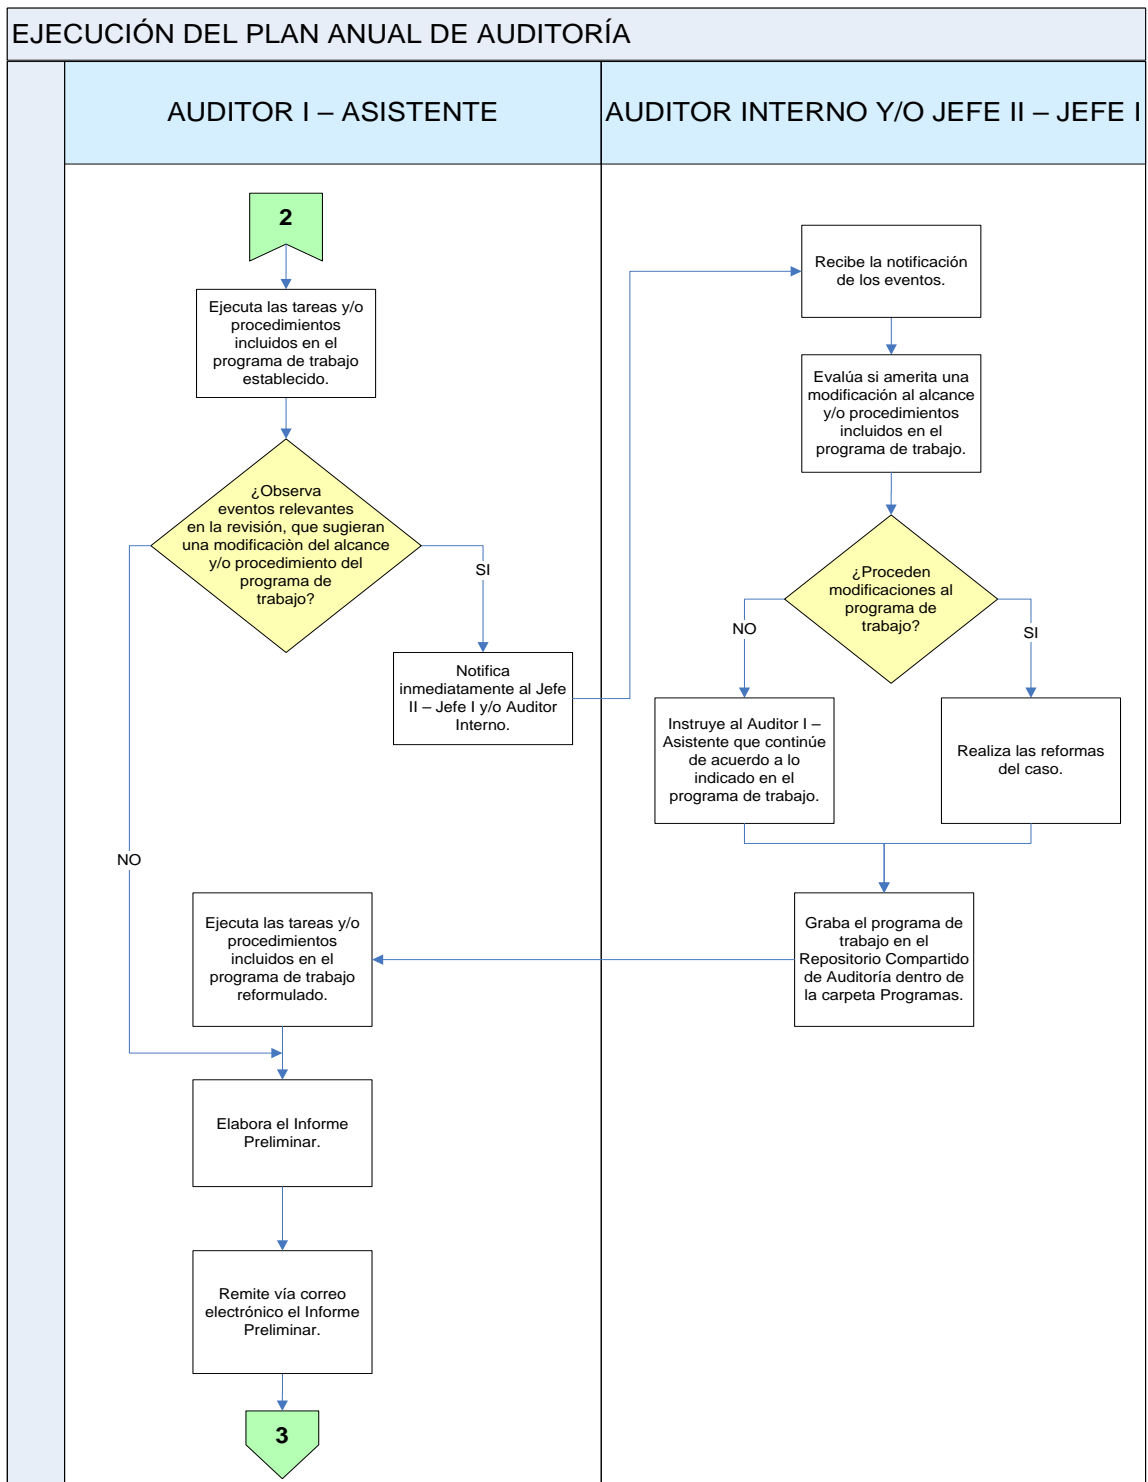 EJECUCIÓN DEL PLAN ANUAL DE AUDITORÍA
AUDITOR I – ASISTENTE
AUDITOR INTERNO Y/O JEFE II – JEFE I
2
Ejecuta las tareas y/o
procedimientos
incluidos en el
programa de trabajo
establecido.
¿Observa
eventos relevantes
en la revisión, que sugieran
una modificaciòn del alcance
y/o procedimiento del
programa de
trabajo?
SI
NO
Notifica
inmediatamente al Jefe
II – Jefe I y/o Auditor
Interno.
Recibe la notificación
de los eventos.
Evalúa si amerita una
modificación al alcance
y/o procedimientos
incluidos en el
programa de trabajo.
¿Proceden
modificaciones al
programa de
trabajo?
NO
SI
Instruye al Auditor I –
Asistente que continúe
de acuerdo a lo
indicado en el
programa de trabajo.
Realiza las reformas
del caso.
Graba el programa de
trabajo en el
Repositorio Compartido
de Auditoría dentro de
la carpeta Programas.
Ejecuta las tareas y/o
procedimientos
incluidos en el
programa de trabajo
reformulado.
Elabora el Informe
Preliminar.
Remite vía correo
electrónico el Informe
Preliminar.
3